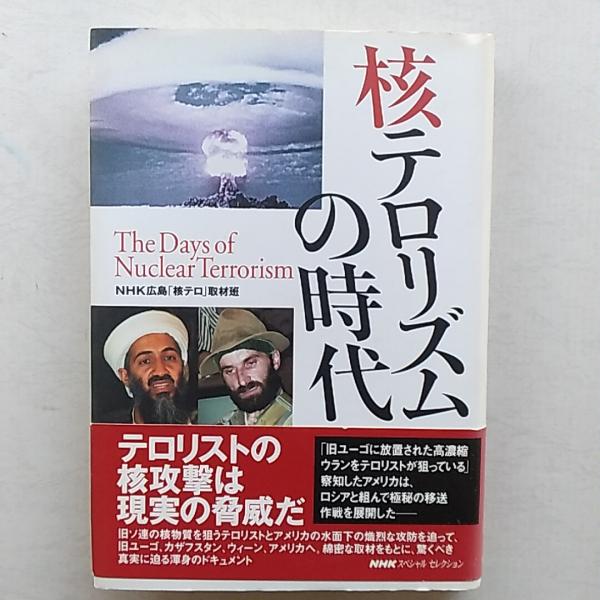 核テロリズム
の時代
The Days of
Nuclear Terrorism
NHK広島「核テロ」取材班
テロリストの
核攻撃は
現実の脅威だ
「旧ユーゴに放置された高濃縮
ウランをテロリストが狙っている」
察知したアメリカは、
ロシアと組んで極秘の移送
作戦を展開した――
旧ソ連の核物質を狙うテロリストとアメリカの水面下の熾烈な攻防を追って、
旧ユーゴ、カザフスタン、ウィーン、アメリカへ。綿密な取材をもとに、驚くべき
真実に迫る渾身のドキュメント
NHKスペシャル セレクション